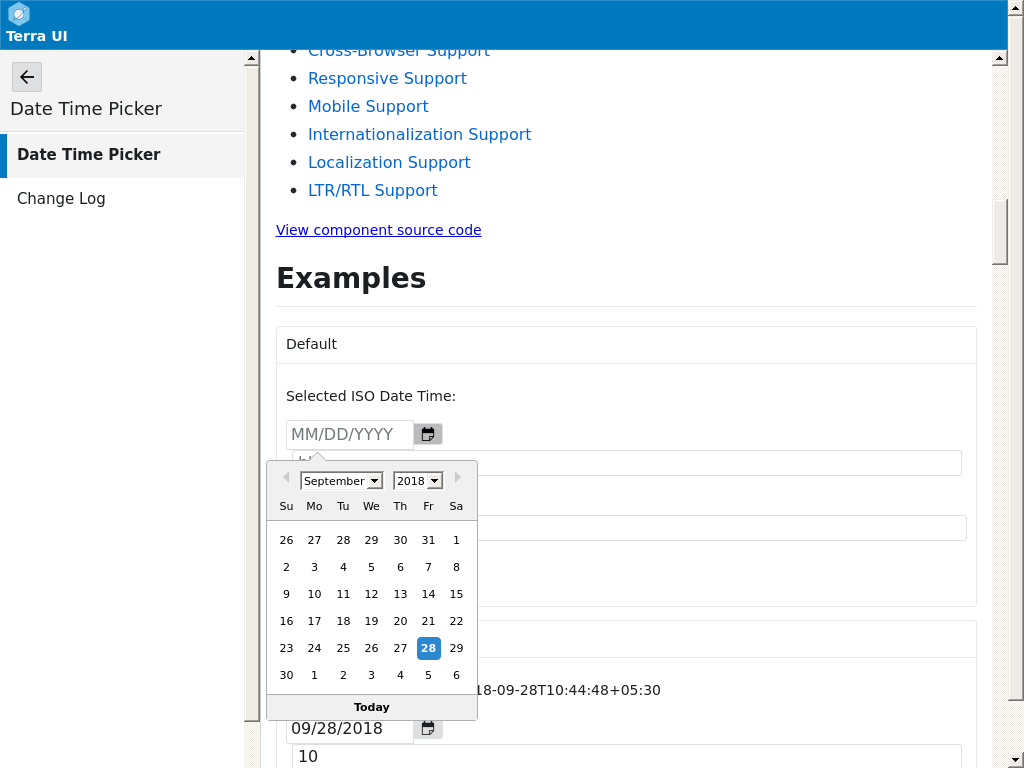 Terra UI
Date Time Picker
Date Time Picker
Change Log
Cross-Browser Support
Responsive Support
Mobile Support
Internationalization Support
Localization Support
LTR/RTL Support
View component source code
Examples
Default
Selected ISO Date Time:
MM/DD/YYYY
September 2018
Su Mo Tu We Th Fr Sa
26 27 28 29 30 31 1
2 3 4 5 6 7 8
9 10 11 12 13 14 15
16 17 18 19 20 21 22
23 24 25 26 27 28 29
30 1 2 3 4 5 6
Today
18-09-28T10:44:48+05:30
09/28/2018
10